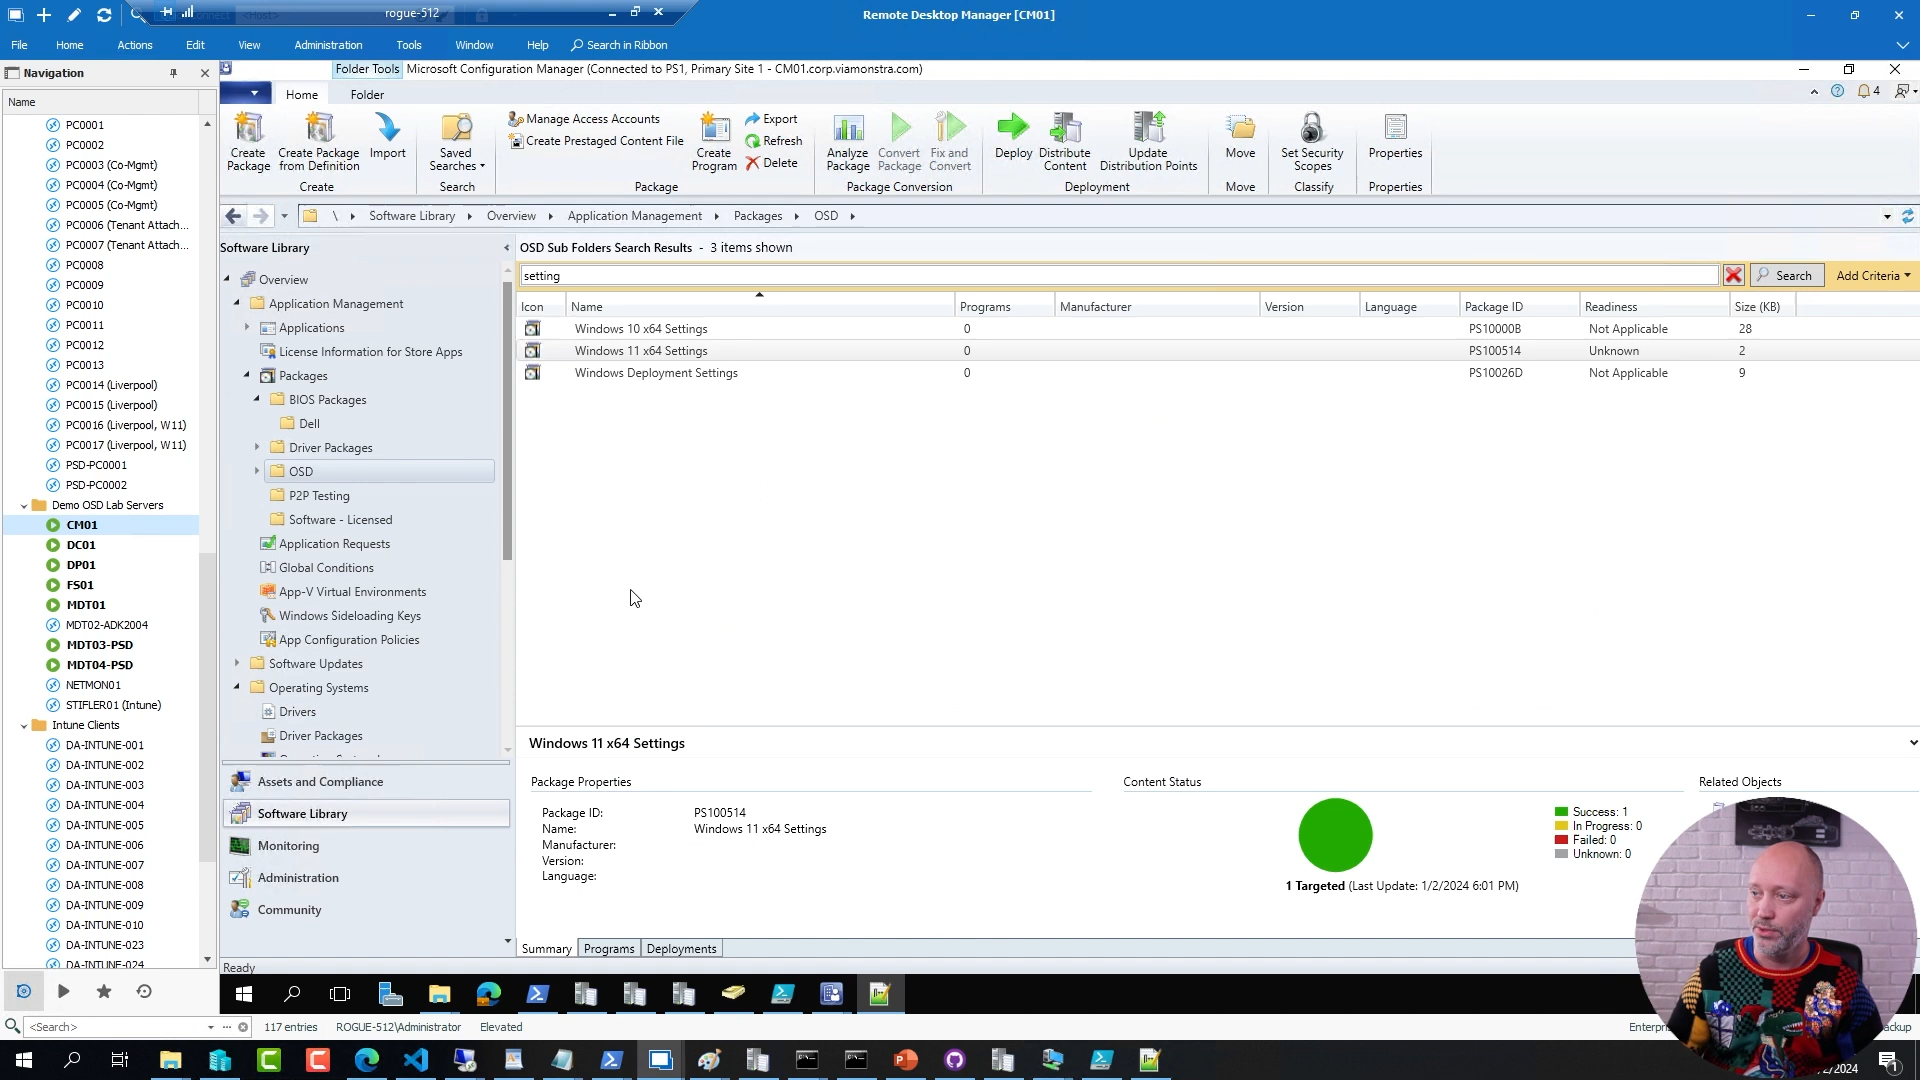 rogue-512
Remote Desktop Manager [CM01]
File
Home
Actions
Edit
View
Administration
Tools
Window
Help
Search in Ribbon
Navigation
Name
PC0001
PC0002
PC0003 (Co-Mgmt)
PC0004 (Co-Mgmt)
PC0005 (Co-Mgmt)
PC0006 (Tenant Attach...
PC0007 (Tenant Attach...
PC0008
PC0009
PC0010
PC0011
PC0012
PC0013
PC0014 (Liverpool)
PC0015 (Liverpool)
PC0016 (Liverpool, W11)
PC0017 (Liverpool, W11)
PSD-PC0001
PSD-PC0002
Demo OSD Lab Servers
CM01
DC01
DP01
FS01
MDT01
MDT02-ADK2004
MDT03-PSD
MDT04-PSD
NETMON01
STIFLER01 (Intune)
Intune Clients
DA-INTUNE-001
DA-INTUNE-002
DA-INTUNE-003
DA-INTUNE-004
DA-INTUNE-005
DA-INTUNE-006
DA-INTUNE-007
DA-INTUNE-008
DA-INTUNE-009
DA-INTUNE-010
DA-INTUNE-023
DA-INTUNE-024
Folder Tools
Microsoft Configuration Manager (Connected to PS1, Primary Site 1 - CM01.corp.viamonstra.com)
Home
Folder
4
Create Package
Create Package from Definition
Import
Create
Saved Searches
Search
Manage Access Accounts
Create Prestaged Content File
Create Program
Export
Refresh
Delete
Package
Analyze Package
Convert Package
Fix and Convert
Package Conversion
Deploy
Distribute Content
Update Distribution Points
Deployment
Move
Move
Set Security Scopes
Classify
Properties
Properties
\ Software Library Overview Application Management Packages OSD
Software Library
Overview
Application Management
Applications
License Information for Store Apps
Packages
BIOS Packages
Dell
Driver Packages
OSD
P2P Testing
Software - Licensed
Application Requests
Global Conditions
App-V Virtual Environments
Windows Sideloading Keys
App Configuration Policies
Software Updates
Operating Systems
Drivers
Driver Packages
Assets and Compliance
Software Library
Monitoring
Administration
Community
OSD Sub Folders Search Results - 3 items shown
setting
Search
Add Criteria
Icon Name Programs Manufacturer Version Language Package ID Readiness Size (KB)
Windows 10 x64 Settings 0 PS10000B Not Applicable 28
Windows 11 x64 Settings 0 PS100514 Unknown 2
Windows Deployment Settings 0 PS10026D Not Applicable 9
Windows 11 x64 Settings
Package Properties
Package ID: PS100514
Name: Windows 11 x64 Settings
Manufacturer:
Version:
Language:
Content Status
Success: 1
In Progress: 0
Failed: 0
Unknown: 0
1 Targeted (Last Update: 1/2/2024 6:01 PM)
Related Objects
Summary
Programs
Deployments
Ready
<Search>
117 entries
ROGUE-512\Administrator
Elevated
/2/2024
1